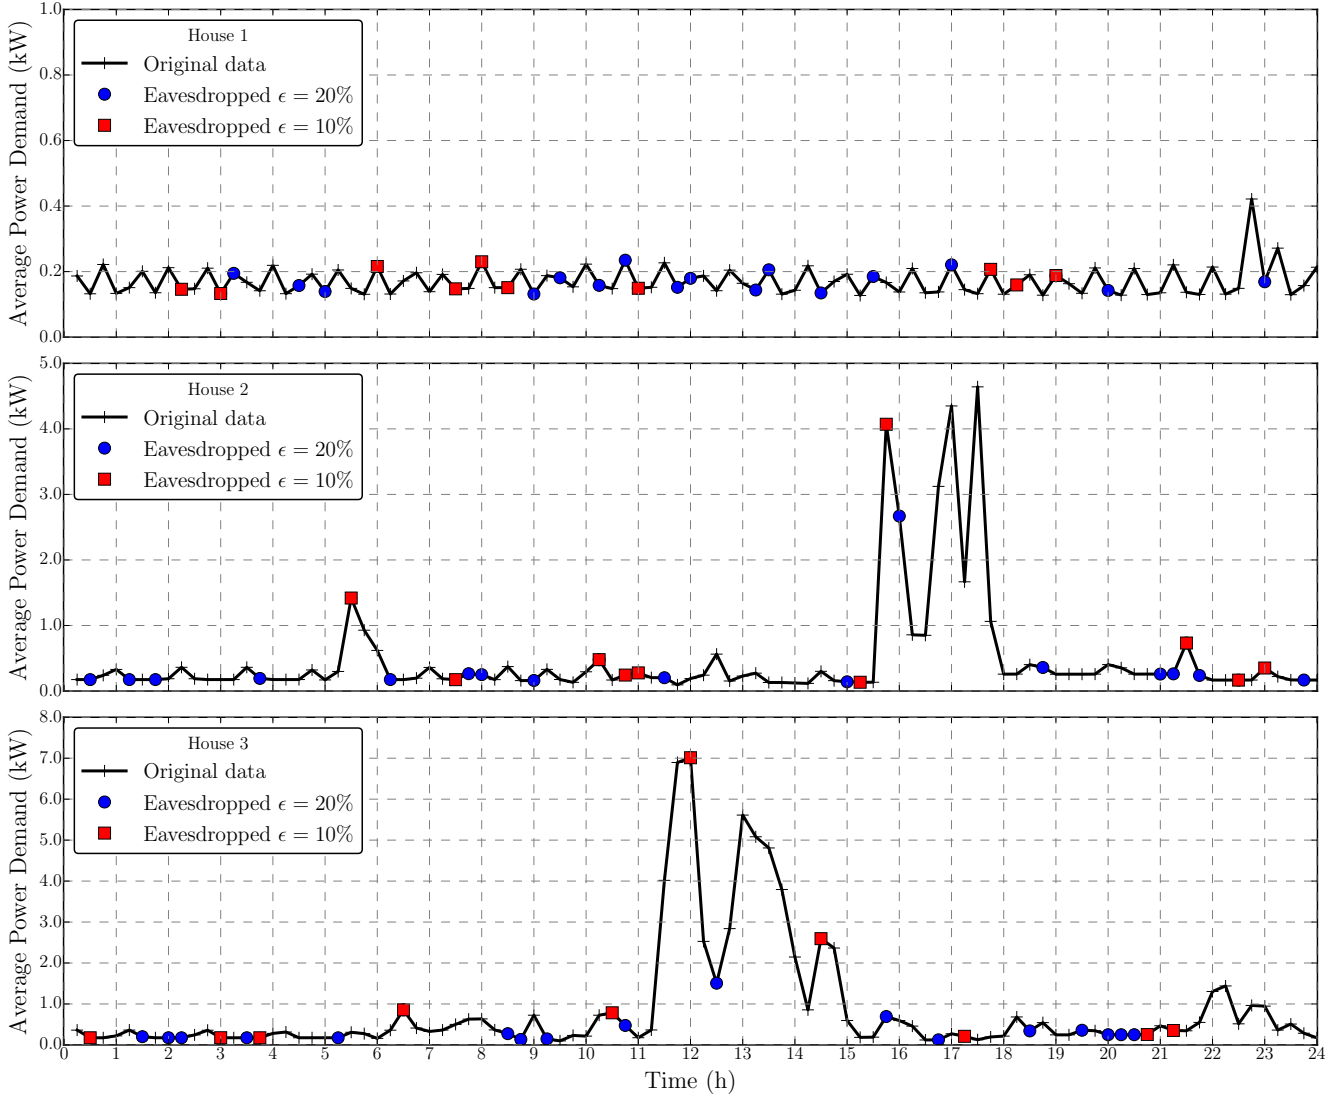 Average Power Demand (kW)
1.0
0.8
0.6
0.4
0.2
0.0
House 1
Original data
Eavesdropped ϵ = 20%
Eavesdropped ϵ = 10%
Average Power Demand (kW)
5.0
4.0
3.0
2.0
1.0
0.0
House 2
Original data
Eavesdropped ϵ = 20%
Eavesdropped ϵ = 10%
Average Power Demand (kW)
8.0
7.0
6.0
5.0
4.0
3.0
2.0
1.0
0.0
House 3
Original data
Eavesdropped ϵ = 20%
Eavesdropped ϵ = 10%
0 1 2 3 4 5 6 7 8 9 10 11 12 13 14 15 16 17 18 19 20 21 22 23 24
Time (h)